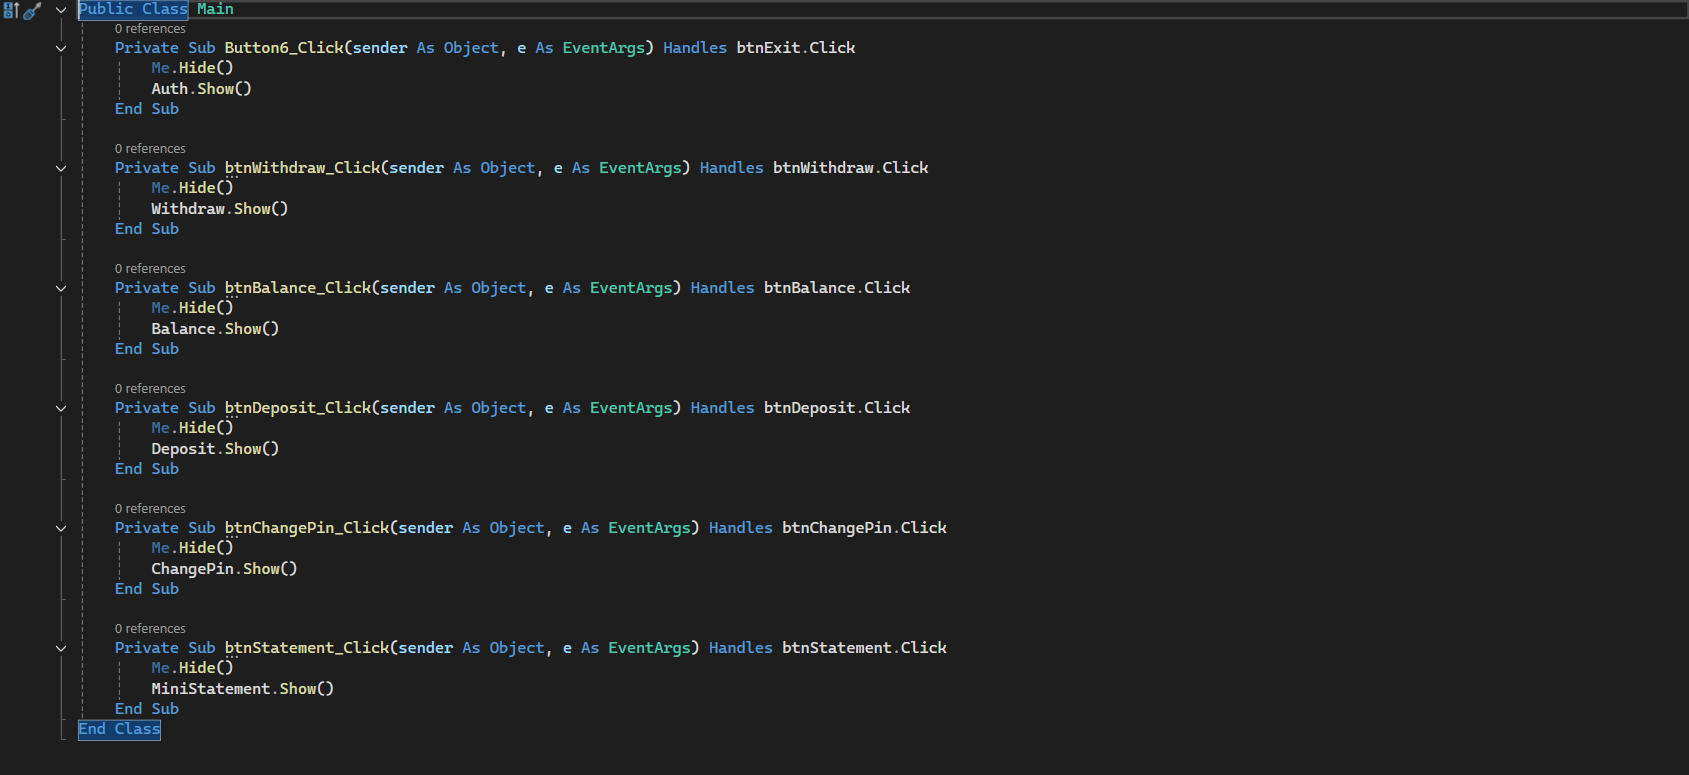 Public Class Main
0 references
Private Sub Button6_Click(sender As Object, e As EventArgs) Handles btnExit.Click
Me.Hide()
Auth.Show()
End Sub
0 references
Private Sub btnWithdraw_Click(sender As Object, e As EventArgs) Handles btnWithdraw.Click
Me.Hide()
Withdraw.Show()
End Sub
0 references
Private Sub btnBalance_Click(sender As Object, e As EventArgs) Handles btnBalance.Click
Me.Hide()
Balance.Show()
End Sub
0 references
Private Sub btnDeposit_Click(sender As Object, e As EventArgs) Handles btnDeposit.Click
Me.Hide()
Deposit.Show()
End Sub
0 references
Private Sub btnChangePin_Click(sender As Object, e As EventArgs) Handles btnChangePin.Click
Me.Hide()
ChangePin.Show()
End Sub
0 references
Private Sub btnStatement_Click(sender As Object, e As EventArgs) Handles btnStatement.Click
Me.Hide()
MiniStatement.Show()
End Sub
End Class